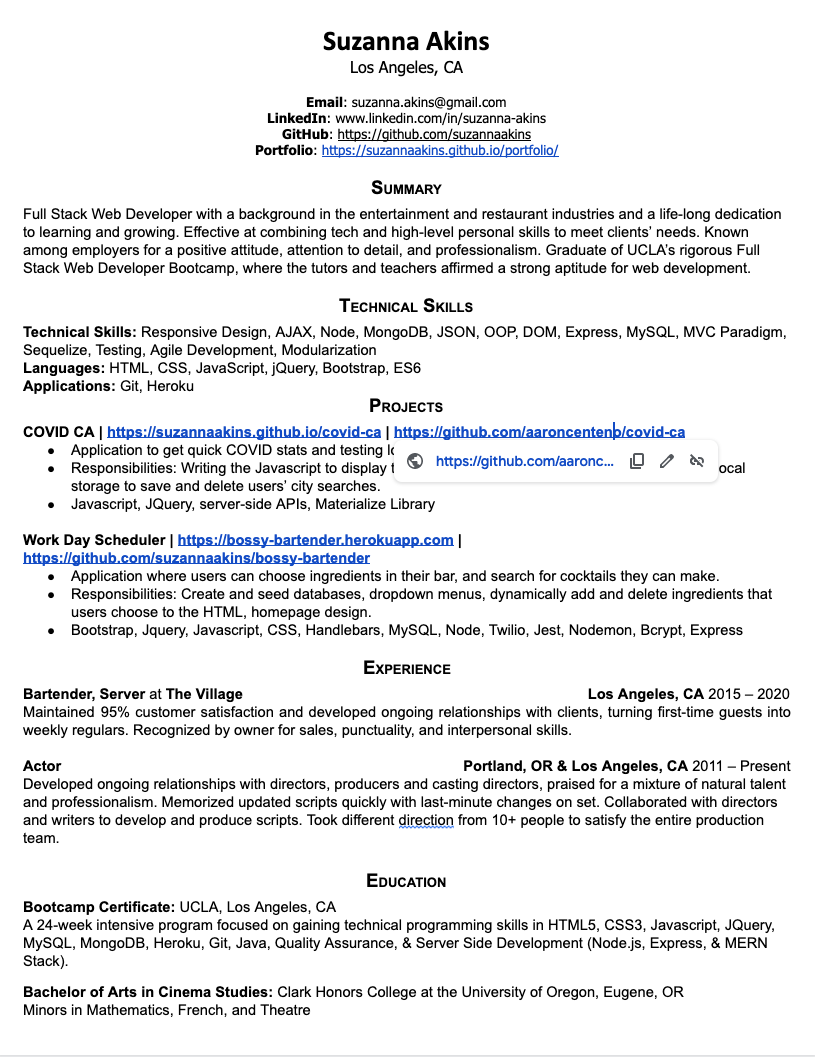 Suzanna Akins
Los Angeles, CA
Email: suzanna.akins@gmail.com
LinkedIn: www.linkedin.com/in/suzanna-akins
GitHub: https://github.com/suzannaakins
Portfolio: https://suzannaakins.github.io/portfolio/
Summary
Full Stack Web Developer with a background in the entertainment and restaurant industries and a life-long dedication
to learning and growing. Effective at combining tech and high-level personal skills to meet clients’ needs. Known
among employers for a positive attitude, attention to detail, and professionalism. Graduate of UCLA’s rigorous Full
Stack Web Developer Bootcamp, where the tutors and teachers affirmed a strong aptitude for web development.
Technical Skills
Technical Skills: Responsive Design, AJAX, Node, MongoDB, JSON, OOP, DOM, Express, MySQL, MVC Paradigm,
Sequelize, Testing, Agile Development, Modularization
Languages: HTML, CSS, JavaScript, jQuery, Bootstrap, ES6
Applications: Git, Heroku
Projects
COVID CA | https://suzannaakins.github.io/covid-ca | https://github.com/aaroncentenp/covid-ca
● Application to get quick COVID stats and testing
● Responsibilities: Writing the Javascript to display
https://github.com/aaronc...
storage to save and delete users’ city searches.
● Javascript, JQuery, server-side APIs, Materialize Library
Work Day Scheduler | https://bossy-bartender.herokuapp.com |
https://github.com/suzannaakins/bossy-bartender
● Application where users can choose ingredients in their bar, and search for cocktails they can make.
● Responsibilities: Create and seed databases, dropdown menus, dynamically add and delete ingredients that
users choose to the HTML, homepage design.
● Bootstrap, Jquery, Javascript, CSS, Handlebars, MySQL, Node, Twilio, Jest, Nodemon, Bcrypt, Express
Experience
Bartender, Server at The Village Los Angeles, CA 2015 – 2020
Maintained 95% customer satisfaction and developed ongoing relationships with clients, turning first-time guests into
weekly regulars. Recognized by owner for sales, punctuality, and interpersonal skills.
Actor Portland, OR & Los Angeles, CA 2011 – Present
Developed ongoing relationships with directors, producers and casting directors, praised for a mixture of natural talent
and professionalism. Memorized updated scripts quickly with last-minute changes on set. Collaborated with directors
and writers to develop and produce scripts. Took different direction from 10+ people to satisfy the entire production
team.
Education
Bootcamp Certificate: UCLA, Los Angeles, CA
A 24-week intensive program focused on gaining technical programming skills in HTML5, CSS3, Javascript, JQuery,
MySQL, MongoDB, Heroku, Git, Java, Quality Assurance, & Server Side Development (Node.js, Express, & MERN
Stack).
Bachelor of Arts in Cinema Studies: Clark Honors College at the University of Oregon, Eugene, OR
Minors in Mathematics, French, and Theatre